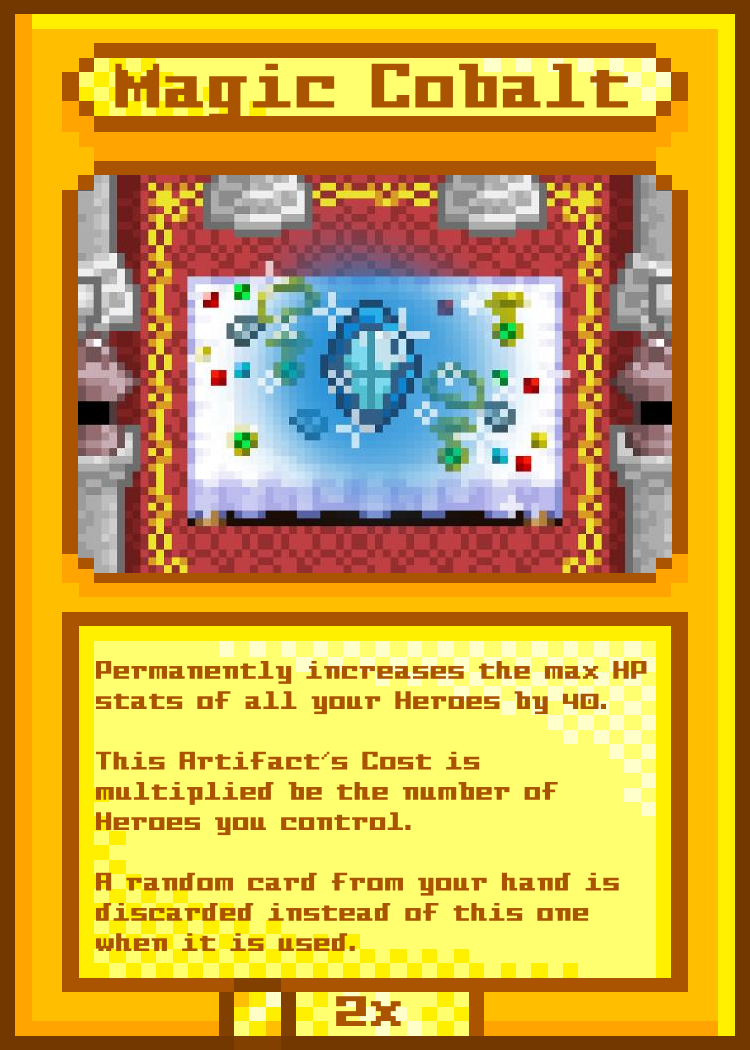 Magic Cobalt
Permanently increases the max HP
stats of all your Heroes by 40.
This Artifact's Cost is
multiplied be the number of
Heroes you control.
A random card from your hand is
discarded instead of this one
when it is used.
2x